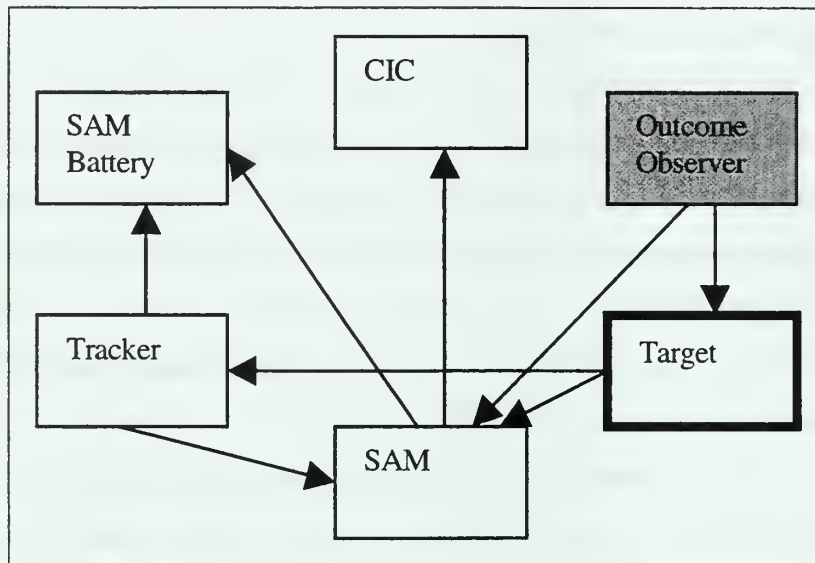 CIC
SAM
Battery
Outcome
Observer
Tracker
Target
SAM